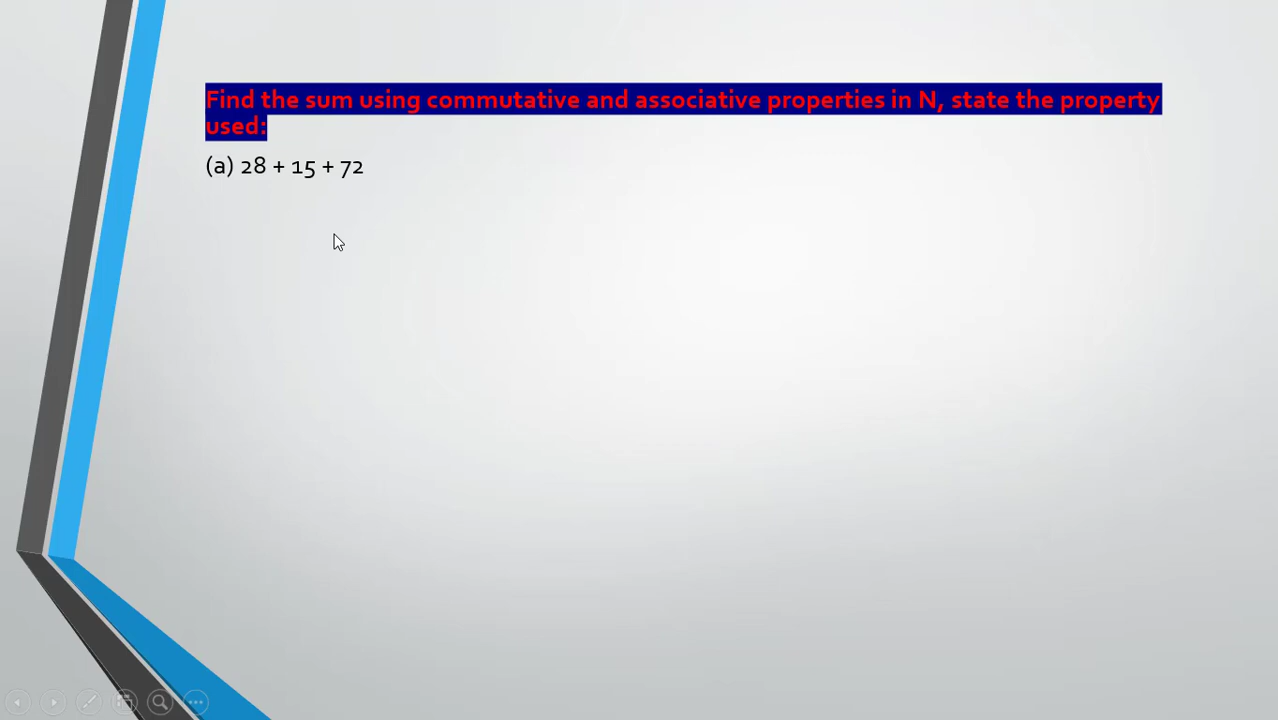 Find the sum using commutative and associative properties in N, state the property
used:
(a) 28 + 15 + 72